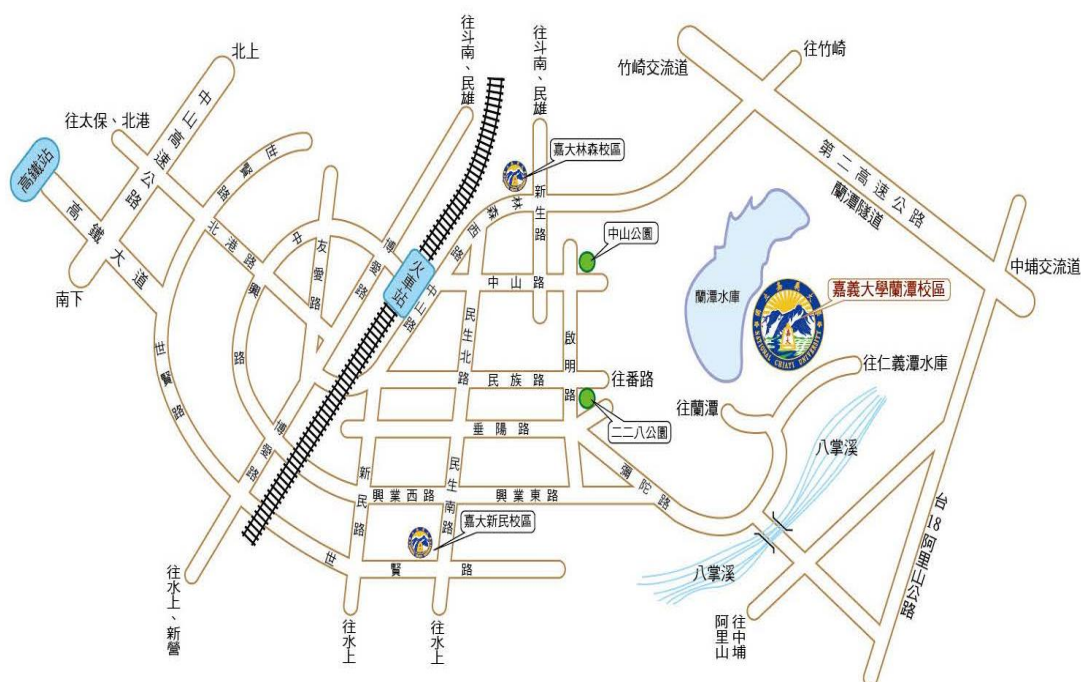 北上
中山高速公路
往太保、北港
高鐵站
高鐵大道
南下
世賢路
北港路
往斗南、民雄
往斗南、民雄
嘉大林森校區
竹崎交流道
往竹崎
第二高速公路
蘭潭隧道
中埔交流道
友愛路
中興路
博愛路
火車站
林森西路
新生路
中山公園
中山路
中山路
民生北路
啟明路
蘭潭水庫
嘉義大學蘭潭校區
NATIONAL CHIAYI UNIVERSITY
世賢路
民族路
往番路
往仁義潭水庫
往蘭潭
二二八公園
垂陽路
博愛路
彌陀路
八掌溪
新民路
興業西路
民生南路
興業東路
嘉大新民校區
台18阿里山公路
世賢路
八掌溪
往水上、新營
往水上
往水上
往中埔
阿里山